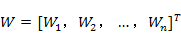 W = [W₁, W₂, …, Wₙ]ᵀ